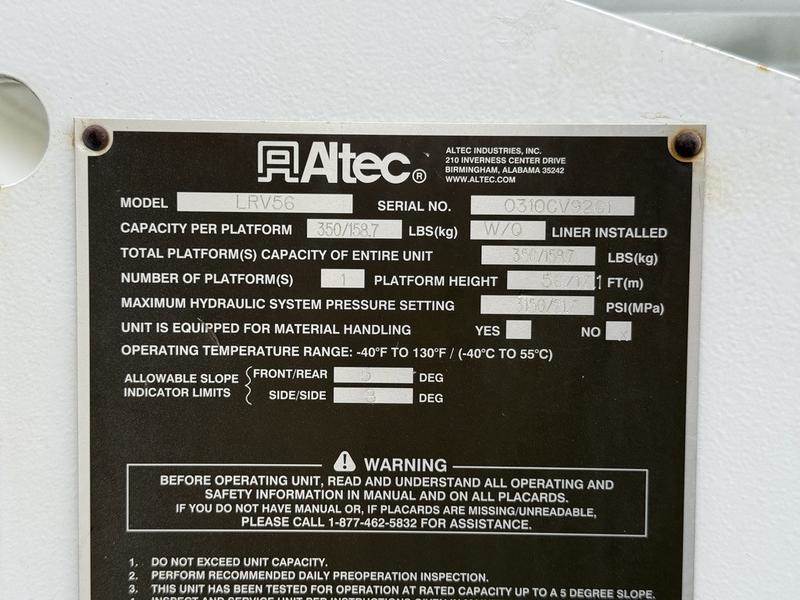 Altec®
ALTEC INDUSTRIES, INC.
210 INVERNESS CENTER DRIVE
BIRMINGHAM, ALABAMA 35242
WWW.ALTEC.COM
MODEL LRV56 SERIAL NO.
CAPACITY PER PLATFORM 350/158.7 LBS(kg) W/O LINER INSTALLED
TOTAL PLATFORM(S) CAPACITY OF ENTIRE UNIT 350/158.7 LBS(kg)
NUMBER OF PLATFORM(S) 1 PLATFORM HEIGHT FT(m)
MAXIMUM HYDRAULIC SYSTEM PRESSURE SETTING PSI(MPa)
UNIT IS EQUIPPED FOR MATERIAL HANDLING YES NO
OPERATING TEMPERATURE RANGE: -40°F TO 130°F / (-40°C TO 55°C)
ALLOWABLE SLOPE INDICATOR LIMITS
FRONT/REAR 5 DEG
SIDE/SIDE DEG
WARNING
BEFORE OPERATING UNIT, READ AND UNDERSTAND ALL OPERATING AND
SAFETY INFORMATION IN MANUAL AND ON ALL PLACARDS.
IF YOU DO NOT HAVE MANUAL OR, IF PLACARDS ARE MISSING/UNREADABLE,
PLEASE CALL 1-877-462-5832 FOR ASSISTANCE.
1. DO NOT EXCEED UNIT CAPACITY.
2. PERFORM RECOMMENDED DAILY PREOPERATION INSPECTION.
3. THIS UNIT HAS BEEN TESTED FOR OPERATION AT RATED CAPACITY UP TO A 5 DEGREE SLOPE.